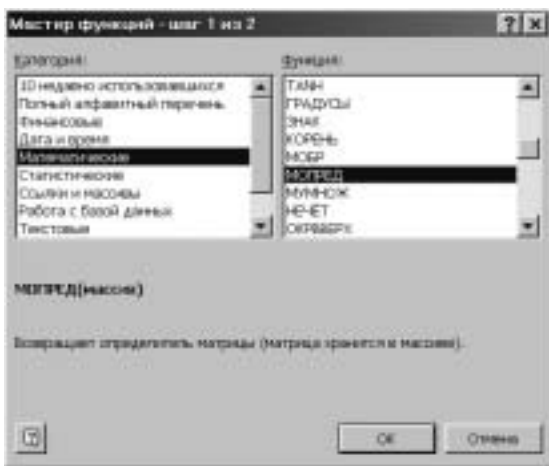 Мастер функций - шаг 1 из 2
Категория:
Функция:
10 недавно использовавшихся
Полный алфавитный перечень
Финансовые
Дата и время
Математические
Статистические
Ссылки и массивы
Работа с базой данных
Текстовые
TANH
ГРАДУСЫ
ЗНАК
КОРЕНЬ
МОБР
МОПРЕД
МУМНОЖ
НЕЧЁТ
ОКРВВЕРХ
МОПРЕД(массив)
Возвращает определитель матрицы (матрица хранится в массиве).
ОК
Отмена